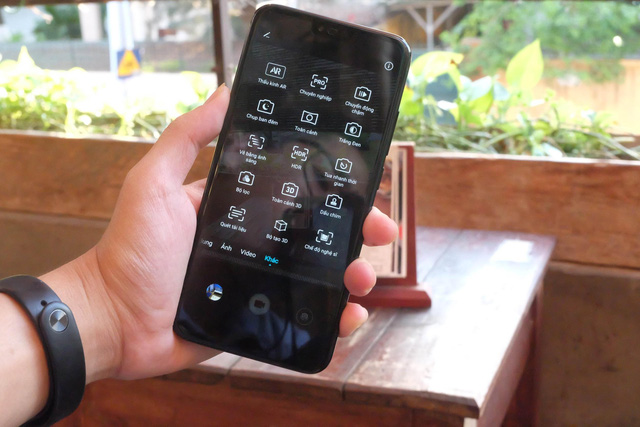 AR
Thấu kính AR
PRO
Chuyên nghiệp
Chuyển động
chậm
Chụp ban đêm
Toàn cảnh
Trắng Đen
Vẽ bằng ánh
sáng
HDR
HDR
Tua nhanh thời
gian
Bộ lọc
3D
Toàn cảnh 3D
Dấu chìm
Quét tài liệu
Bộ tạo 3D
Chế độ nghệ sĩ
Ảnh
Video
Khác